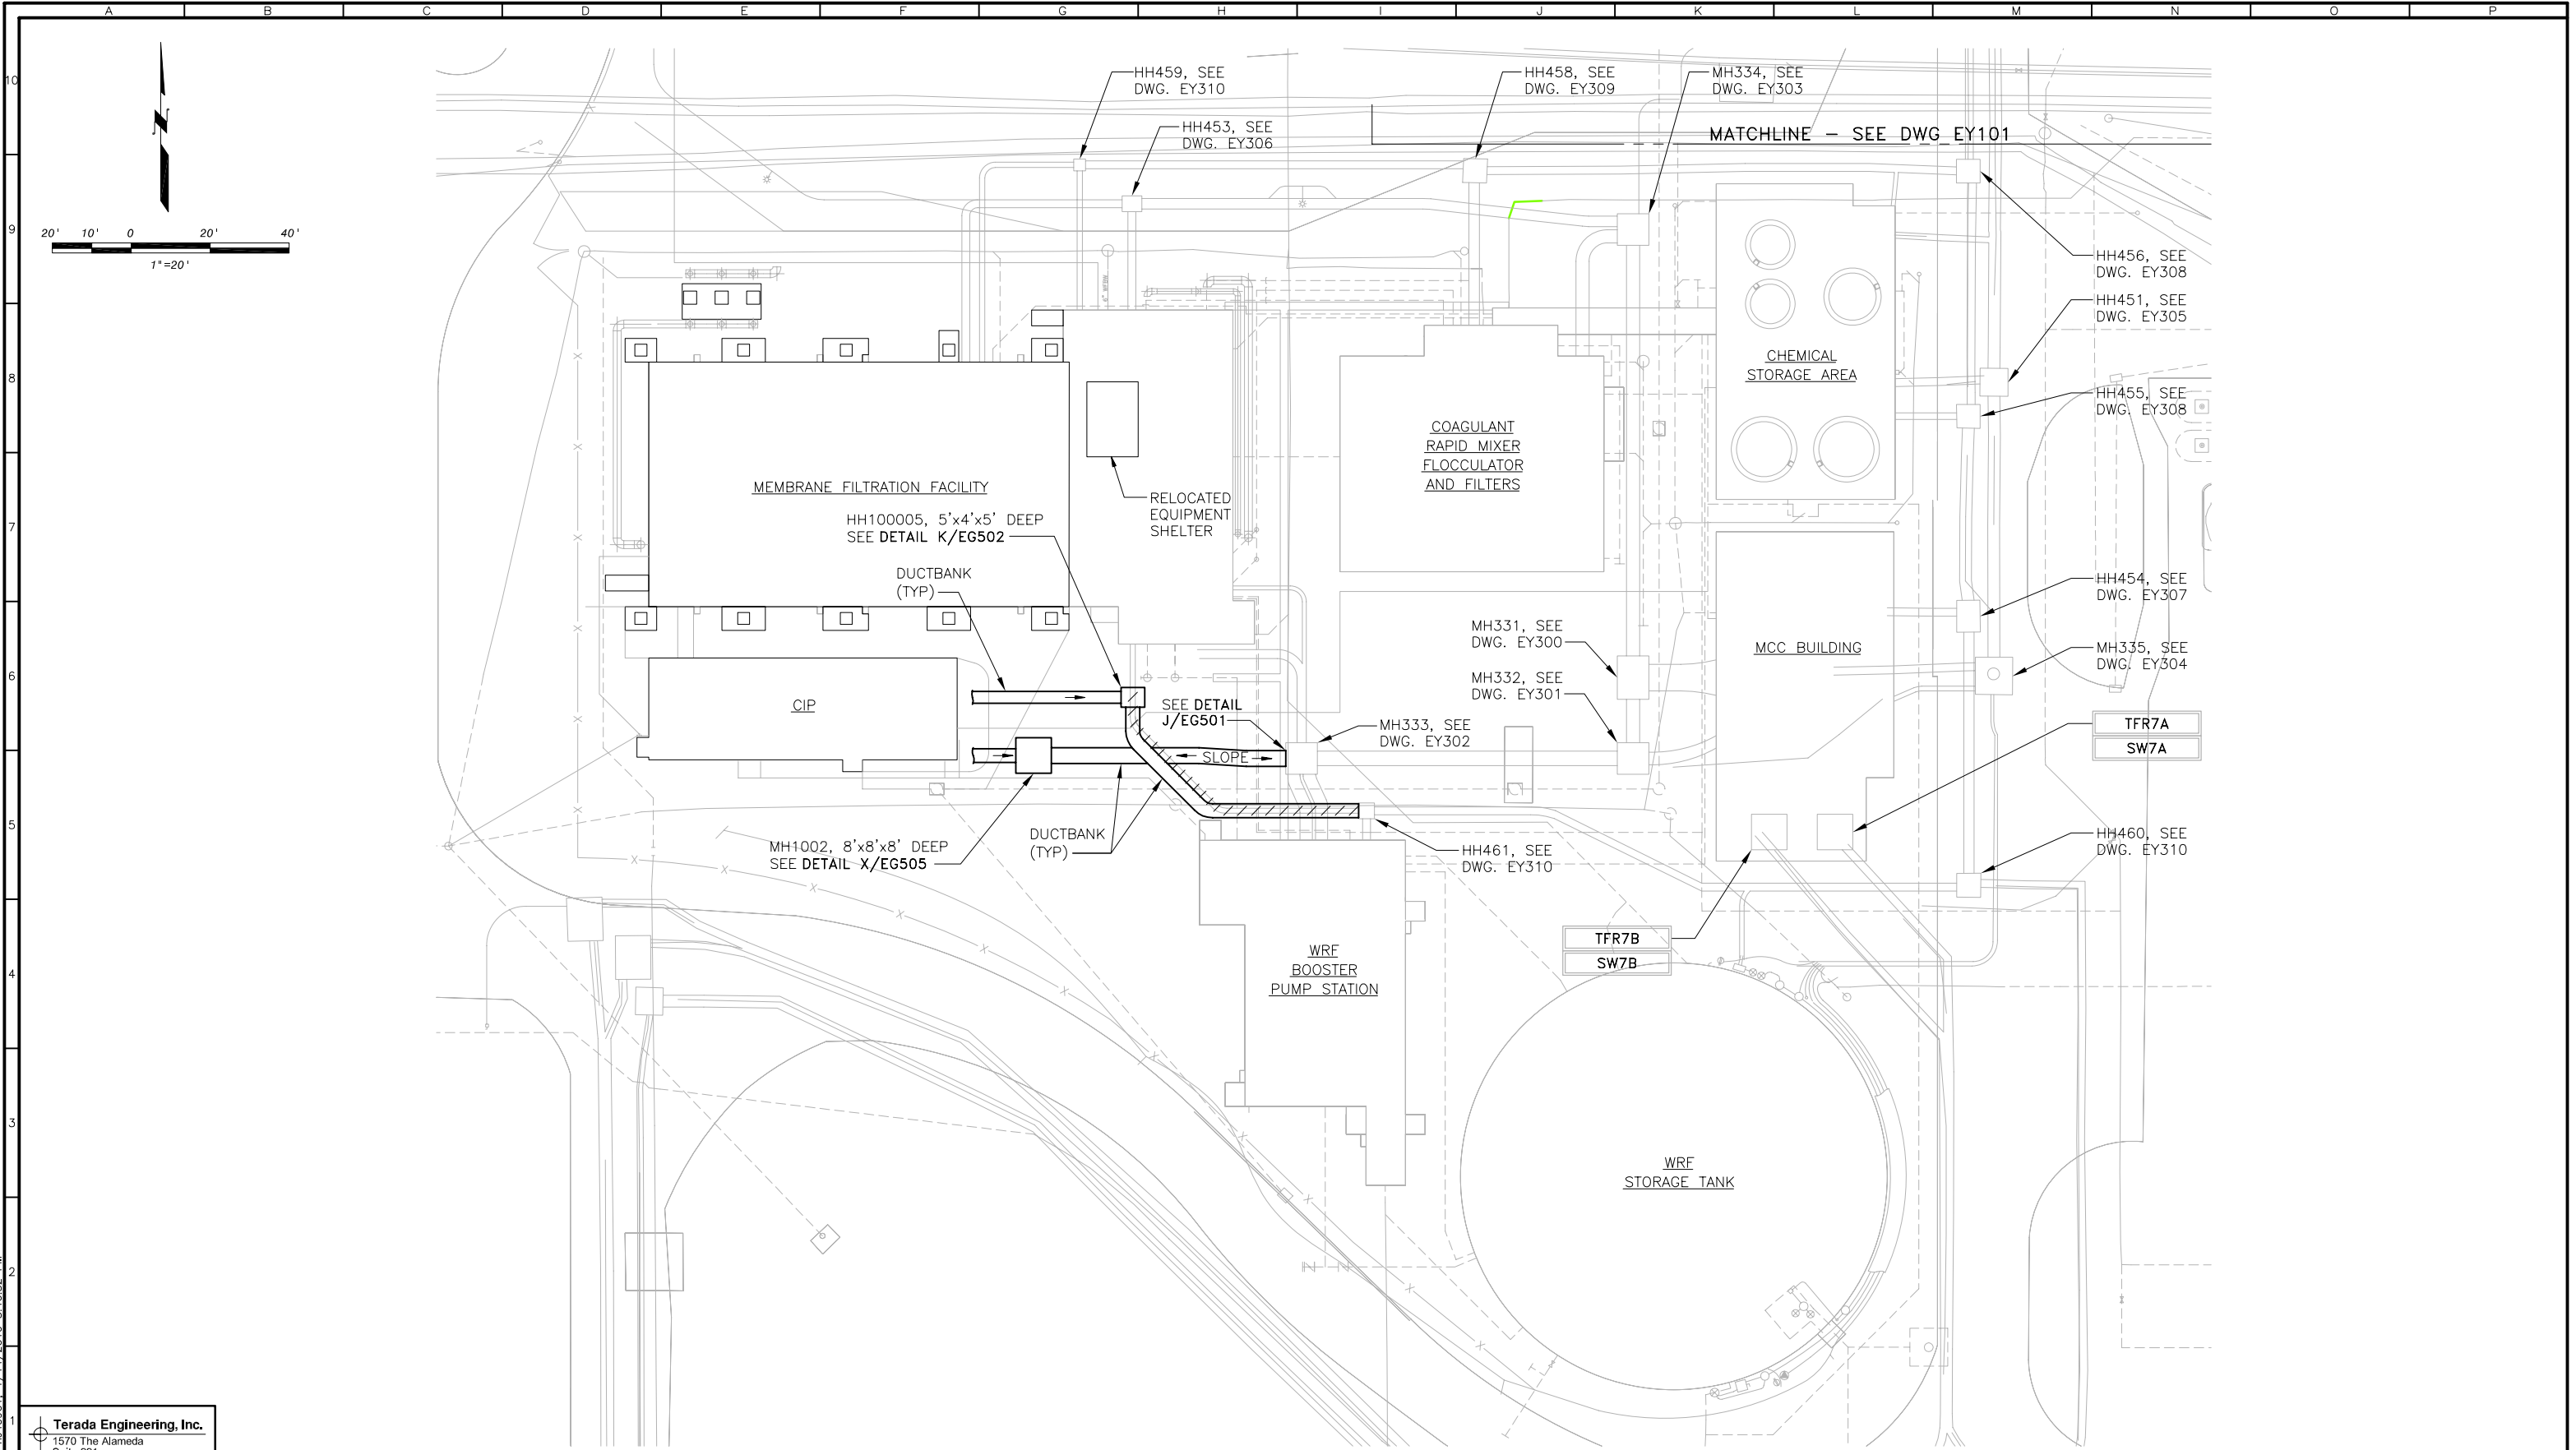 A B C D E F G H I J K L M N O P
10
9
8
7
6
5
4
3
2
1
20' 10' 0 20' 40'
1"=20'
HH459, SEE
DWG. EY310
HH453, SEE
DWG. EY306
HH458, SEE
DWG. EY309
MH334, SEE
DWG. EY303
MATCHLINE - SEE DWG EY101
HH456, SEE
DWG. EY308
HH451, SEE
DWG. EY305
HH455, SEE
DWG. EY308
CHEMICAL
STORAGE AREA
COAGULANT
RAPID MIXER
FLOCCULATOR
AND FILTERS
MEMBRANE FILTRATION FACILITY
RELOCATED
EQUIPMENT
SHELTER
HH100005, 5'x4'x5' DEEP
SEE DETAIL K/EG502
DUCTBANK
(TYP)
HH454, SEE
DWG. EY307
MH331, SEE
DWG. EY300
MCC BUILDING
MH335, SEE
DWG. EY304
MH332, SEE
DWG. EY301
CIP
SEE DETAIL
J/EG501
MH333, SEE
DWG. EY302
TFR7A
SW7A
SLOPE
MH1002, 8'x8'x8' DEEP
SEE DETAIL X/EG505
DUCTBANK
(TYP)
HH461, SEE
DWG. EY310
HH460, SEE
DWG. EY310
TFR7B
SW7B
WRF
BOOSTER
PUMP STATION
WRF
STORAGE TANK
Terada Engineering, Inc.
1570 The Alameda